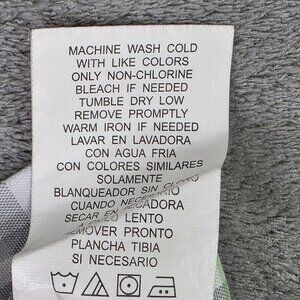 MACHINE WASH COLD
WITH LIKE COLORS
ONLY NON-CHLORINE
BLEACH IF NEEDED
TUMBLE DRY LOW
REMOVE PROMPTLY
WARM IRON IF NEEDED
LAVAR EN LAVADORA
CON AGUA FRIA
CON COLORES SIMILARES
SOLAMENTE
BLANQUEADOR SIN
CUANDO
SECAR LENTO
PRONTO
PLANCHA TIBIA
SI NECESARIO